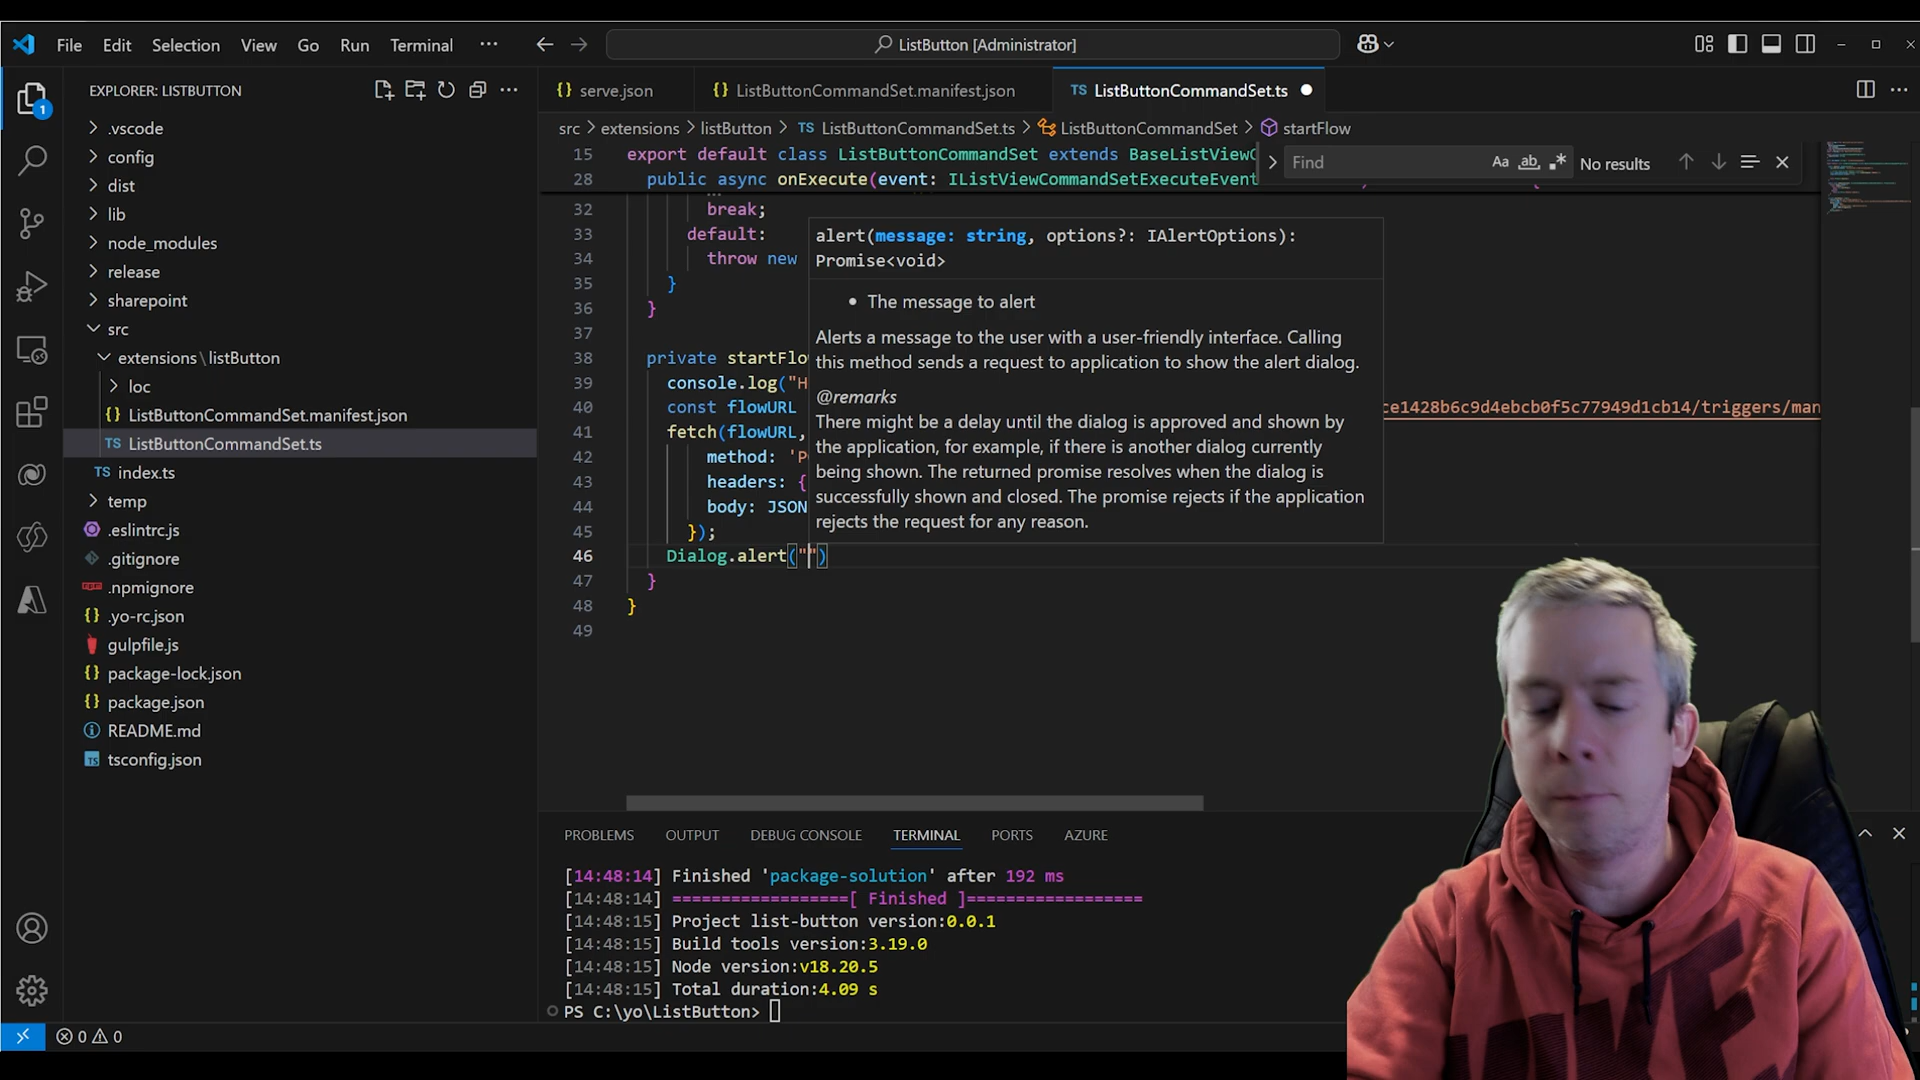 File Edit Selection View Go Run Terminal ··· ListButton [Administrator]
EXPLORER: LISTBUTTON
.vscode
config
dist
lib
node_modules
release
sharepoint
src
extensions\listButton
loc
{} ListButtonCommandSet.manifest.json
TS ListButtonCommandSet.ts
TS index.ts
temp
.eslintrc.js
.gitignore
npm .npmignore
{} .yo-rc.json
gulpfile.js
{} package-lock.json
{} package.json
README.md
tsconfig.json
1
{} serve.json {} ListButtonCommandSet.manifest.json TS ListButtonCommandSet.ts
src > extensions > listButton > TS ListButtonCommandSet.ts > ListButtonCommandSet > startFlow
Find Aa ab No results
15 export default class ListButtonCommandSet extends BaseListViewC
28 public async onExecute(event: IListViewCommandSetExecuteEvent
32 break;
33 default:
34 throw new
35 }
36 }
37
38 private startFlo
39 console.log("H
40 const flowURL ce1428b6c9d4ebcb0f5c77949d1cb14/triggers/man
41 fetch(flowURL,
42 method: 'P
43 headers: {
44 body: JSON
45 });
46 Dialog.alert("")
47 }
48 }
49
alert(message: string, options?: IAlertOptions):
Promise<void>
• The message to alert
Alerts a message to the user with a user-friendly interface. Calling
this method sends a request to application to show the alert dialog.
@remarks
There might be a delay until the dialog is approved and shown by
the application, for example, if there is another dialog currently
being shown. The returned promise resolves when the dialog is
successfully shown and closed. The promise rejects if the application
rejects the request for any reason.
PROBLEMS OUTPUT DEBUG CONSOLE TERMINAL PORTS AZURE
[14:48:14] Finished 'package-solution' after 192 ms
[14:48:14] ==================[ Finished ]==================
[14:48:15] Project list-button version:0.0.1
[14:48:15] Build tools version:3.19.0
[14:48:15] Node version:v18.20.5
[14:48:15] Total duration:4.09 s
PS C:\yo\ListButton>
0 0